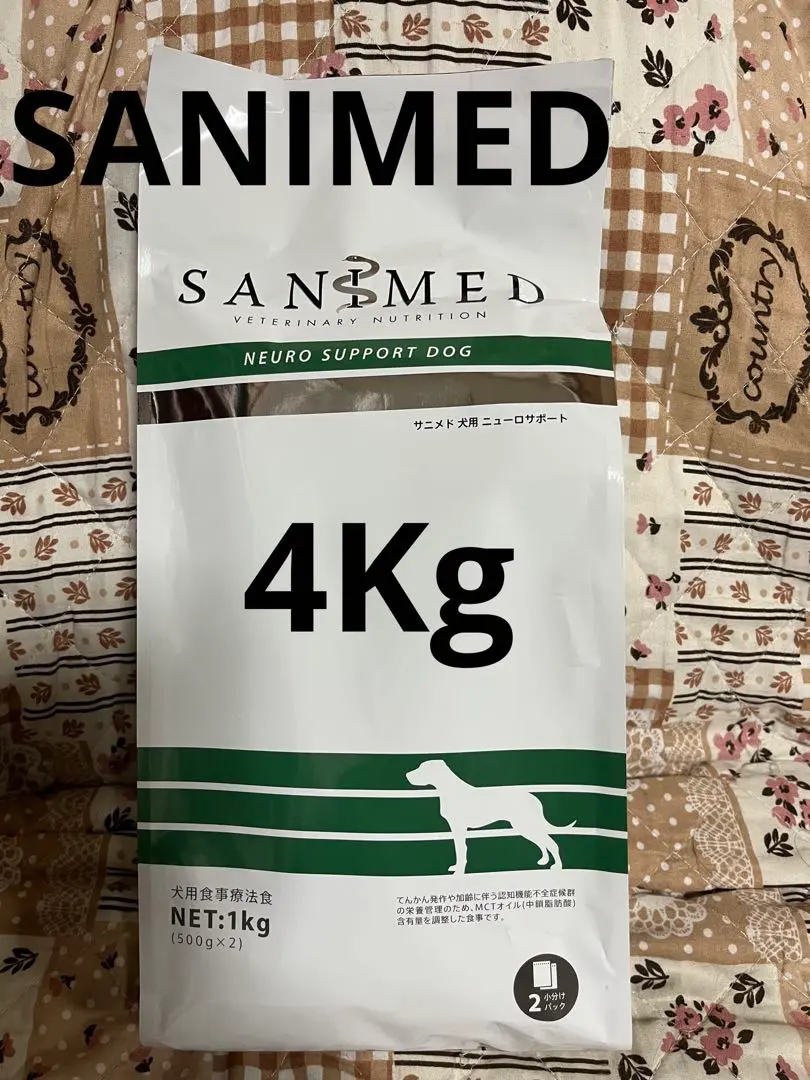 SANIMED
SANIMED
VETERINARY NUTRITION
NEURO SUPPORT DOG
サニメド 犬用 ニューロサポート
country
country
4Kg
犬用食事療法食
NET:1kg
(500g×2)
てんかん発作や加齢に伴う認知機能不全症候群
の栄養管理のため、MCTオイル(中鎖脂肪酸)
含有量を調整した食事です。
2 小分け
パック